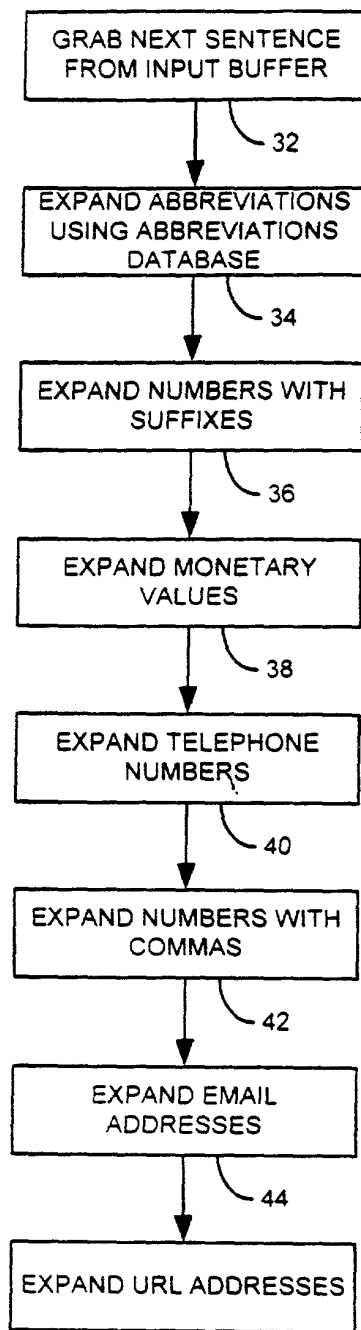 GRAB NEXT SENTENCE
FROM INPUT BUFFER
32
EXPAND ABBREVIATIONS
USING ABBREVIATIONS
DATABASE
34
EXPAND NUMBERS WITH
SUFFIXES
36
EXPAND MONETARY
VALUES
38
EXPAND TELEPHONE
NUMBERS
40
EXPAND NUMBERS WITH
COMMAS
42
EXPAND EMAIL
ADDRESSES
44
EXPAND URL ADDRESSES